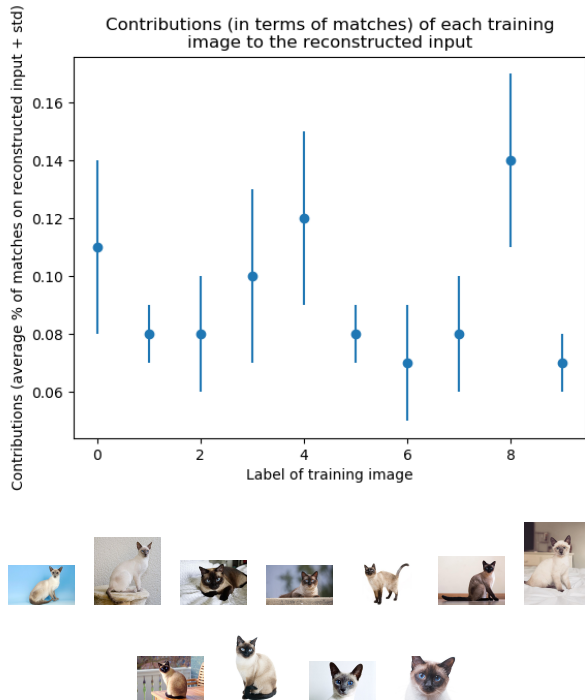 Contributions (in terms of matches) of each training
image to the reconstructed input
Contributions (average % of matches on reconstructed input + std)
0.16
0.14
0.12
0.10
0.08
0.06
0 2 4 6 8
Label of training image